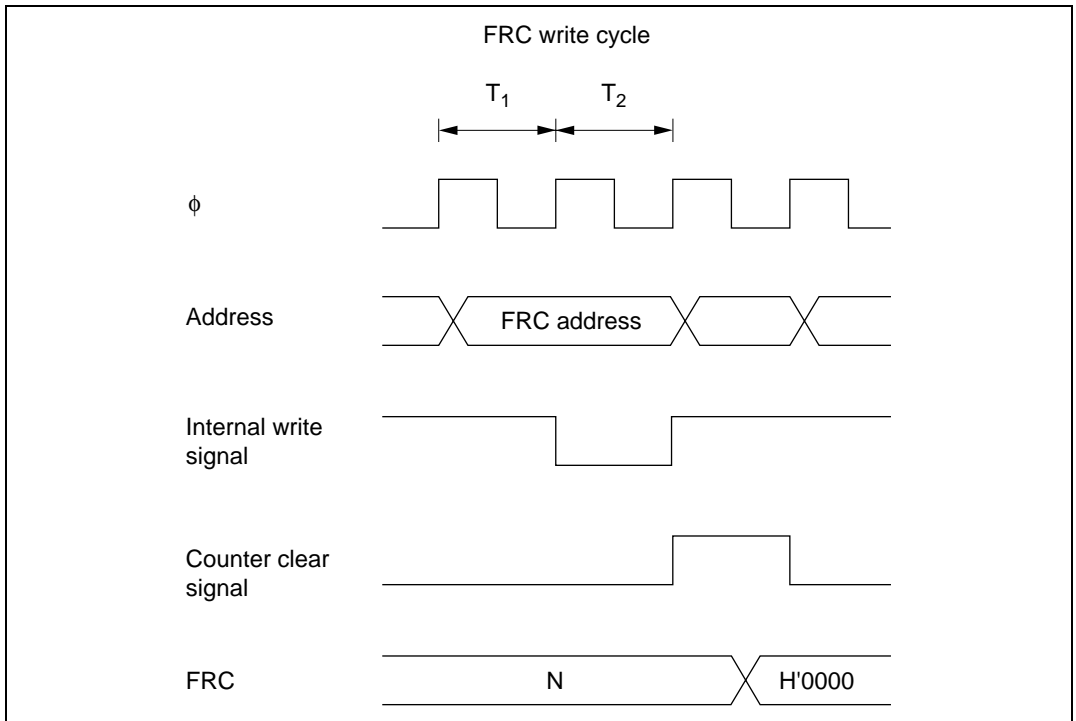 FRC write cycle
T₁ T₂
ϕ
Address
FRC address
Internal write
signal
Counter clear
signal
FRC
N
H'0000